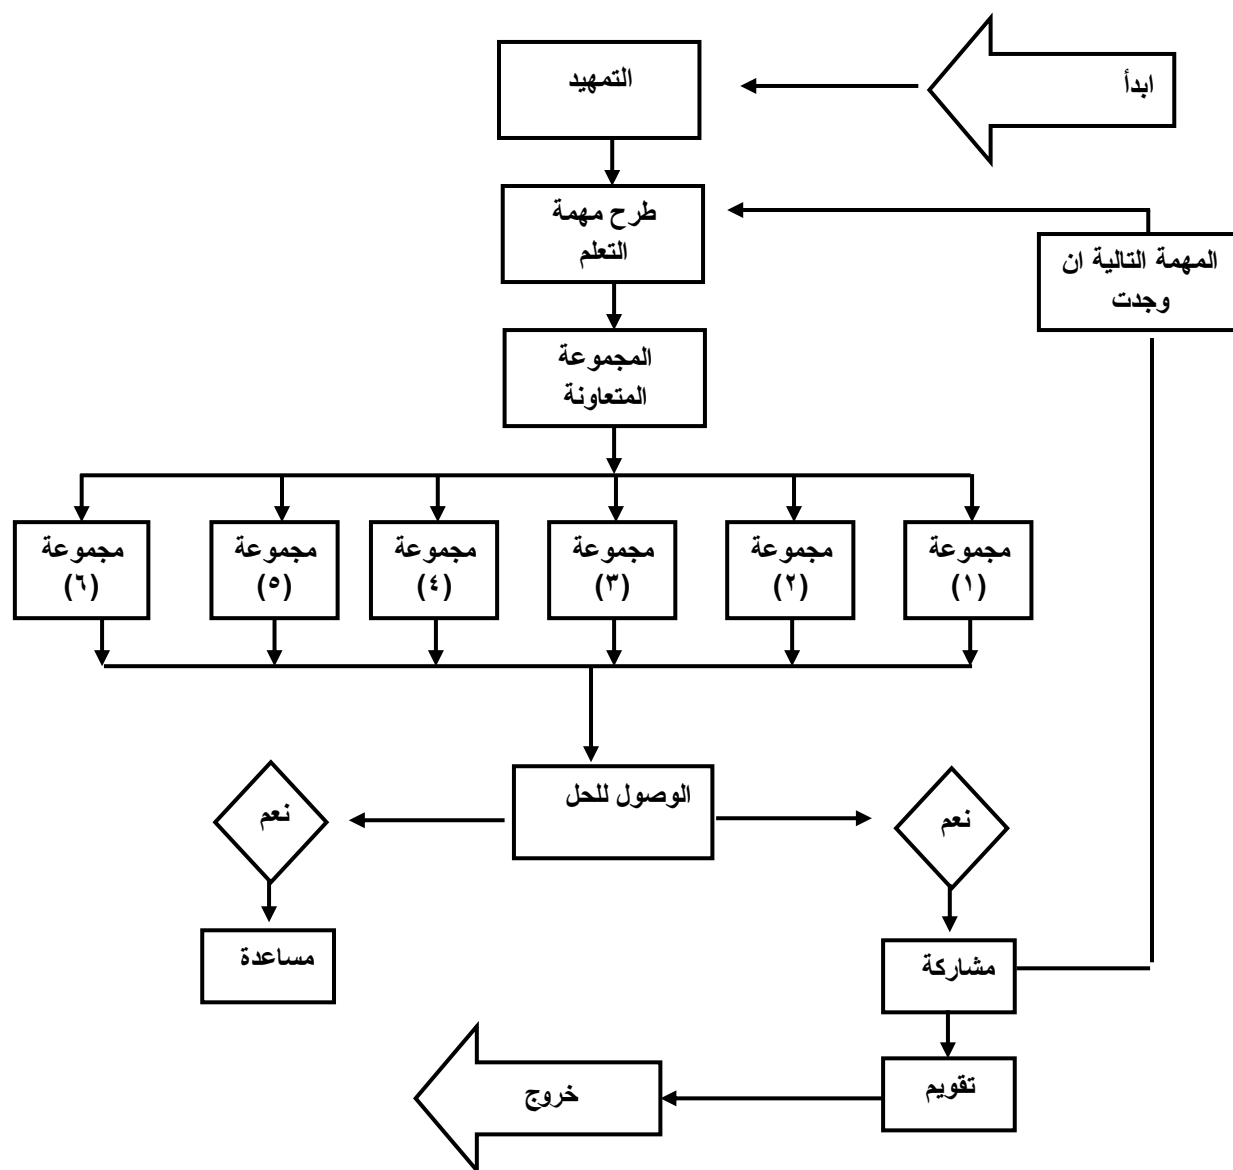 ابدأ
التمهيد
طرح مهمة
التعلم
المهمة التالية ان
وجدت
المجموعة
المتعاونة
مجموعة
(١)
مجموعة
(٢)
مجموعة
(٣)
مجموعة
(٤)
مجموعة
(٥)
مجموعة
(٦)
الوصول للحل
نعم
نعم
مشاركة
مساعدة
تقويم
خروج